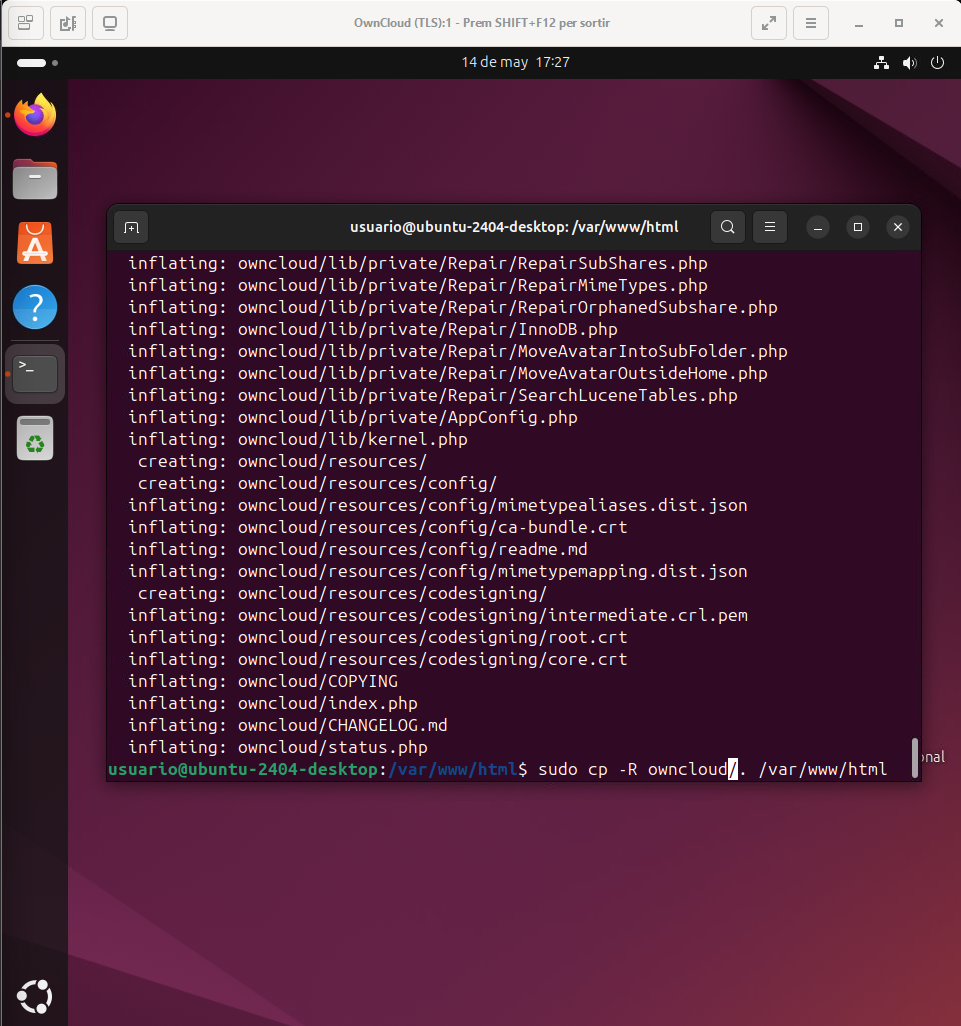 OwnCloud (TLS):1 - Prem SHIFT+F12 per sortir
14 de may 17:27
usuario@ubuntu-2404-desktop: /var/www/html
inflating: owncloud/lib/private/Repair/RepairSubShares.php
inflating: owncloud/lib/private/Repair/RepairMimeTypes.php
inflating: owncloud/lib/private/Repair/RepairOrphanedSubshare.php
inflating: owncloud/lib/private/Repair/InnoDB.php
inflating: owncloud/lib/private/Repair/MoveAvatarIntoSubFolder.php
inflating: owncloud/lib/private/Repair/MoveAvatarOutsideHome.php
inflating: owncloud/lib/private/Repair/SearchLuceneTables.php
inflating: owncloud/lib/private/AppConfig.php
inflating: owncloud/lib/kernel.php
creating: owncloud/resources/
creating: owncloud/resources/config/
inflating: owncloud/resources/config/mimetypealiases.dist.json
inflating: owncloud/resources/config/ca-bundle.crt
inflating: owncloud/resources/config/readme.md
inflating: owncloud/resources/config/mimetypemapping.dist.json
creating: owncloud/resources/codesigning/
inflating: owncloud/resources/codesigning/intermediate.crl.pem
inflating: owncloud/resources/codesigning/root.crt
inflating: owncloud/resources/codesigning/core.crt
inflating: owncloud/COPYING
inflating: owncloud/index.php
inflating: owncloud/CHANGELOG.md
inflating: owncloud/status.php
usuario@ubuntu-2404-desktop:/var/www/html$ sudo cp -R owncloud/. /var/www/html